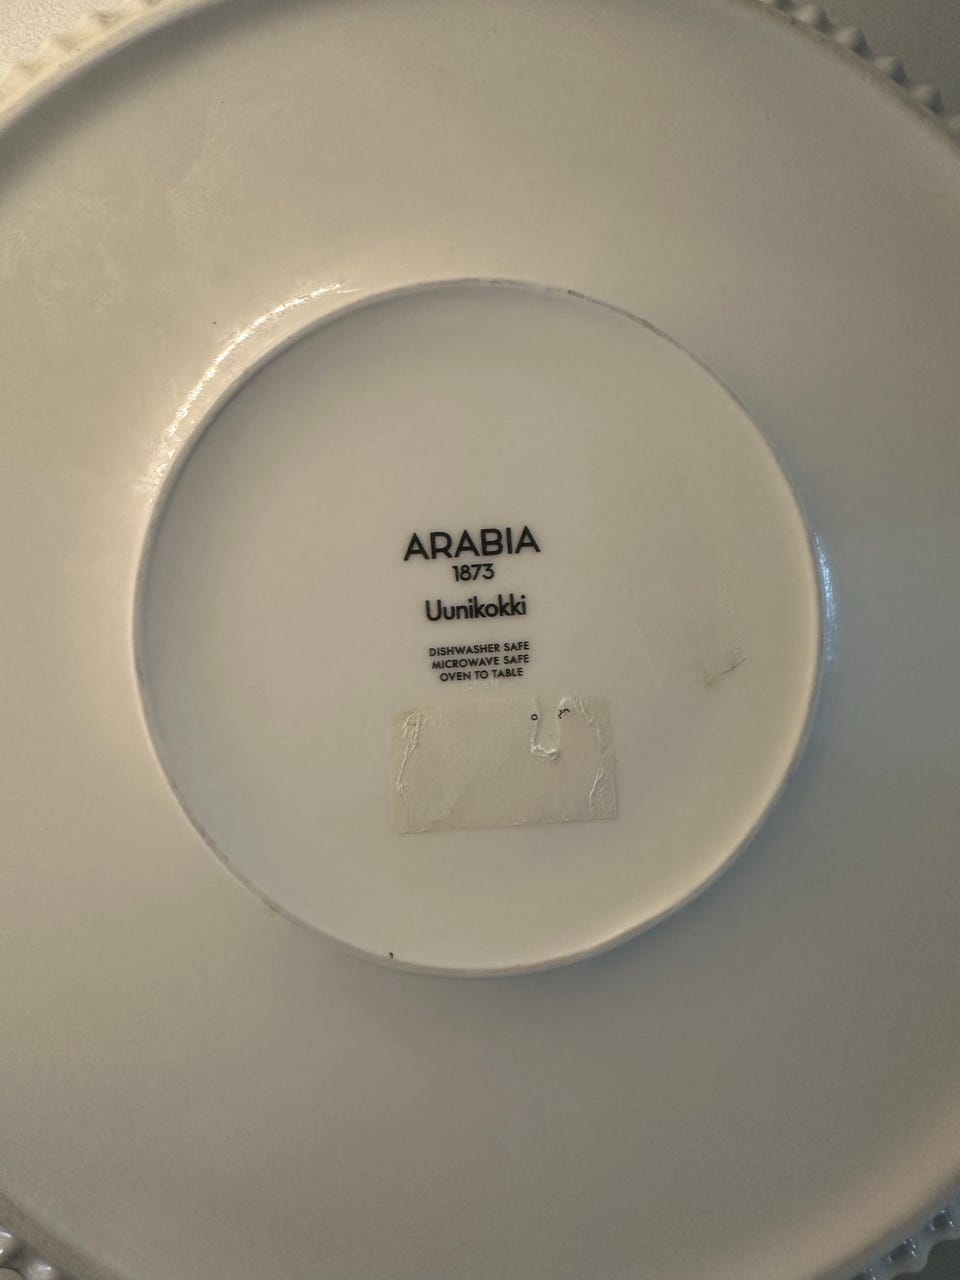 ARABIA
1873
Uunikokki
DISHWASHER SAFE
MICROWAVE SAFE
OVEN TO TABLE